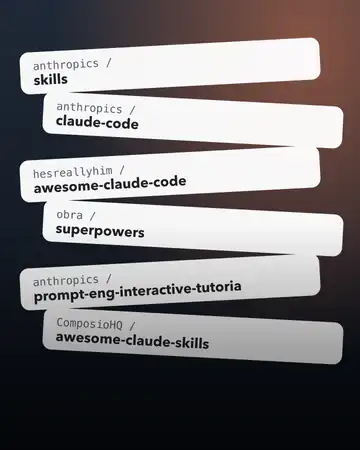 anthropics /
skills
anthropics /
claude-code
hesreallyhim /
awesome-claude-code
obra /
superpowers
anthropics /
prompt-eng-interactive-tutoria
ComposioHQ /
awesome-claude-skills